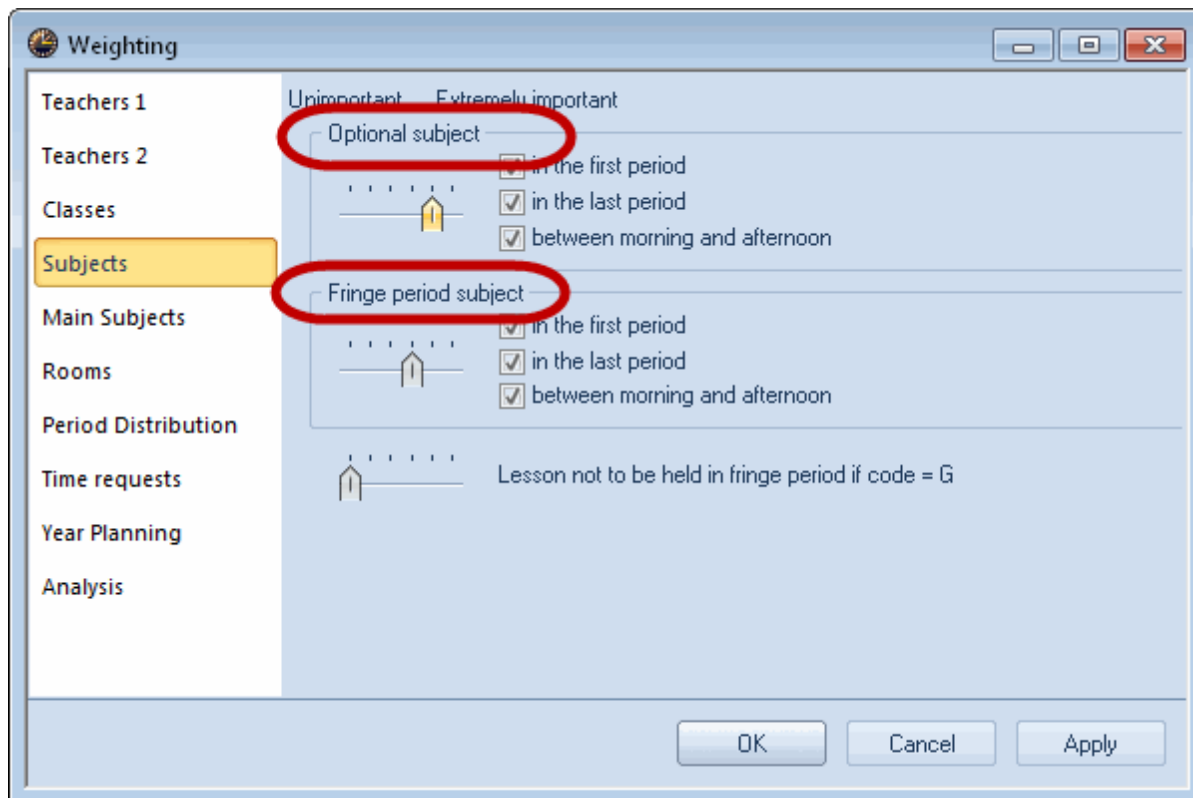 Weighting
Teachers 1
Teachers 2
Classes
Subjects
Main Subjects
Rooms
Period Distribution
Time requests
Year Planning
Analysis
Unimportant Extremely important
Optional subject
in the first period
in the last period
between morning and afternoon
Fringe period subject
in the first period
in the last period
between morning and afternoon
Lesson not to be held in fringe period if code = G
OK Cancel Apply